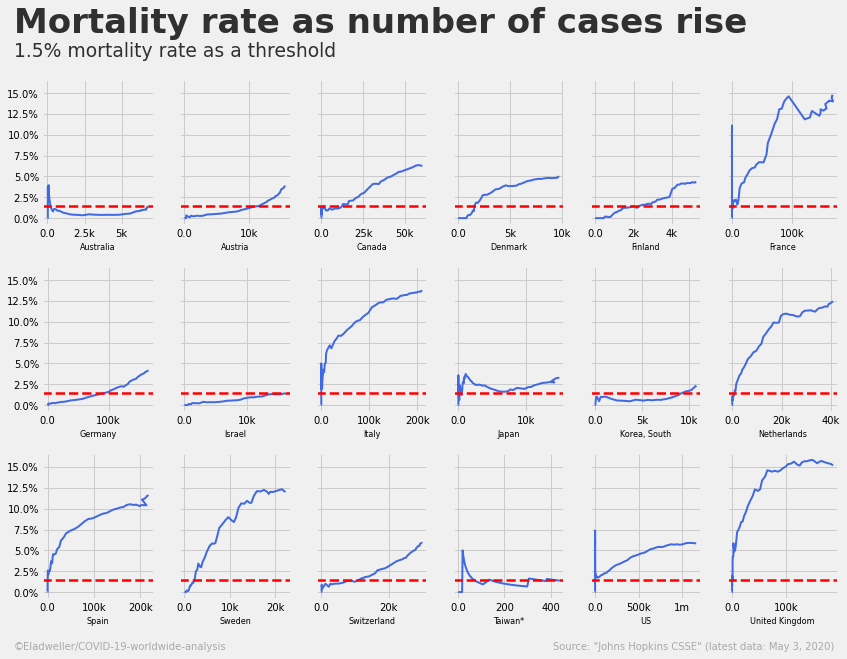 Mortality rate as number of cases rise
1.5% mortality rate as a threshold
15.0%
12.5%
10.0%
7.5%
5.0%
2.5%
0.0%
0.0 2.5k 5k
Australia
0.0 10k
Austria
0.0 25k 50k
Canada
0.0 5k 10k
Denmark
0.0 2k 4k
Finland
0.0 100k
France
15.0%
12.5%
10.0%
7.5%
5.0%
2.5%
0.0%
0.0 100k
Germany
0.0 10k
Israel
0.0 100k 200k
Italy
0.0 10k
Japan
0.0 5k 10k
Korea, South
0.0 20k 40k
Netherlands
15.0%
12.5%
10.0%
7.5%
5.0%
2.5%
0.0%
0.0 100k 200k
Spain
0.0 10k 20k
Sweden
0.0 20k
Switzerland
0.0 200 400
Taiwan*
0.0 500k 1m
US
0.0 100k
United Kingdom
©Eladweller/COVID-19-worldwide-analysis
Source: "Johns Hopkins CSSE" (latest data: May 3, 2020)